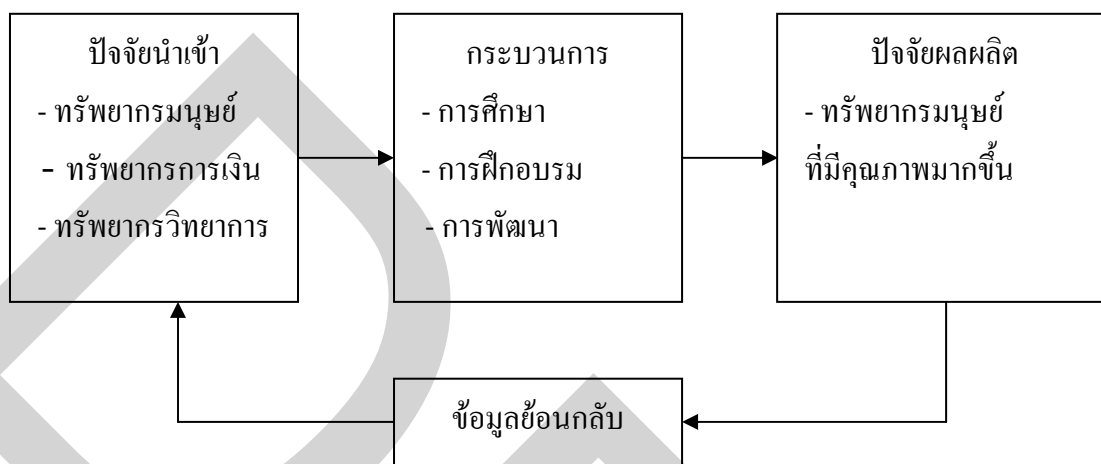 ปัจจัยนำเข้า
- ทรัพยากรมนุษย์
- ทรัพยากรการเงิน
- ทรัพยากรวิทยาการ
กระบวนการ
- การศึกษา
- การฝึกอบรม
- การพัฒนา
ปัจจัยผลผลิต
- ทรัพยากรมนุษย์
ที่มีคุณภาพมากขึ้น
ข้อมูลย้อนกลับ